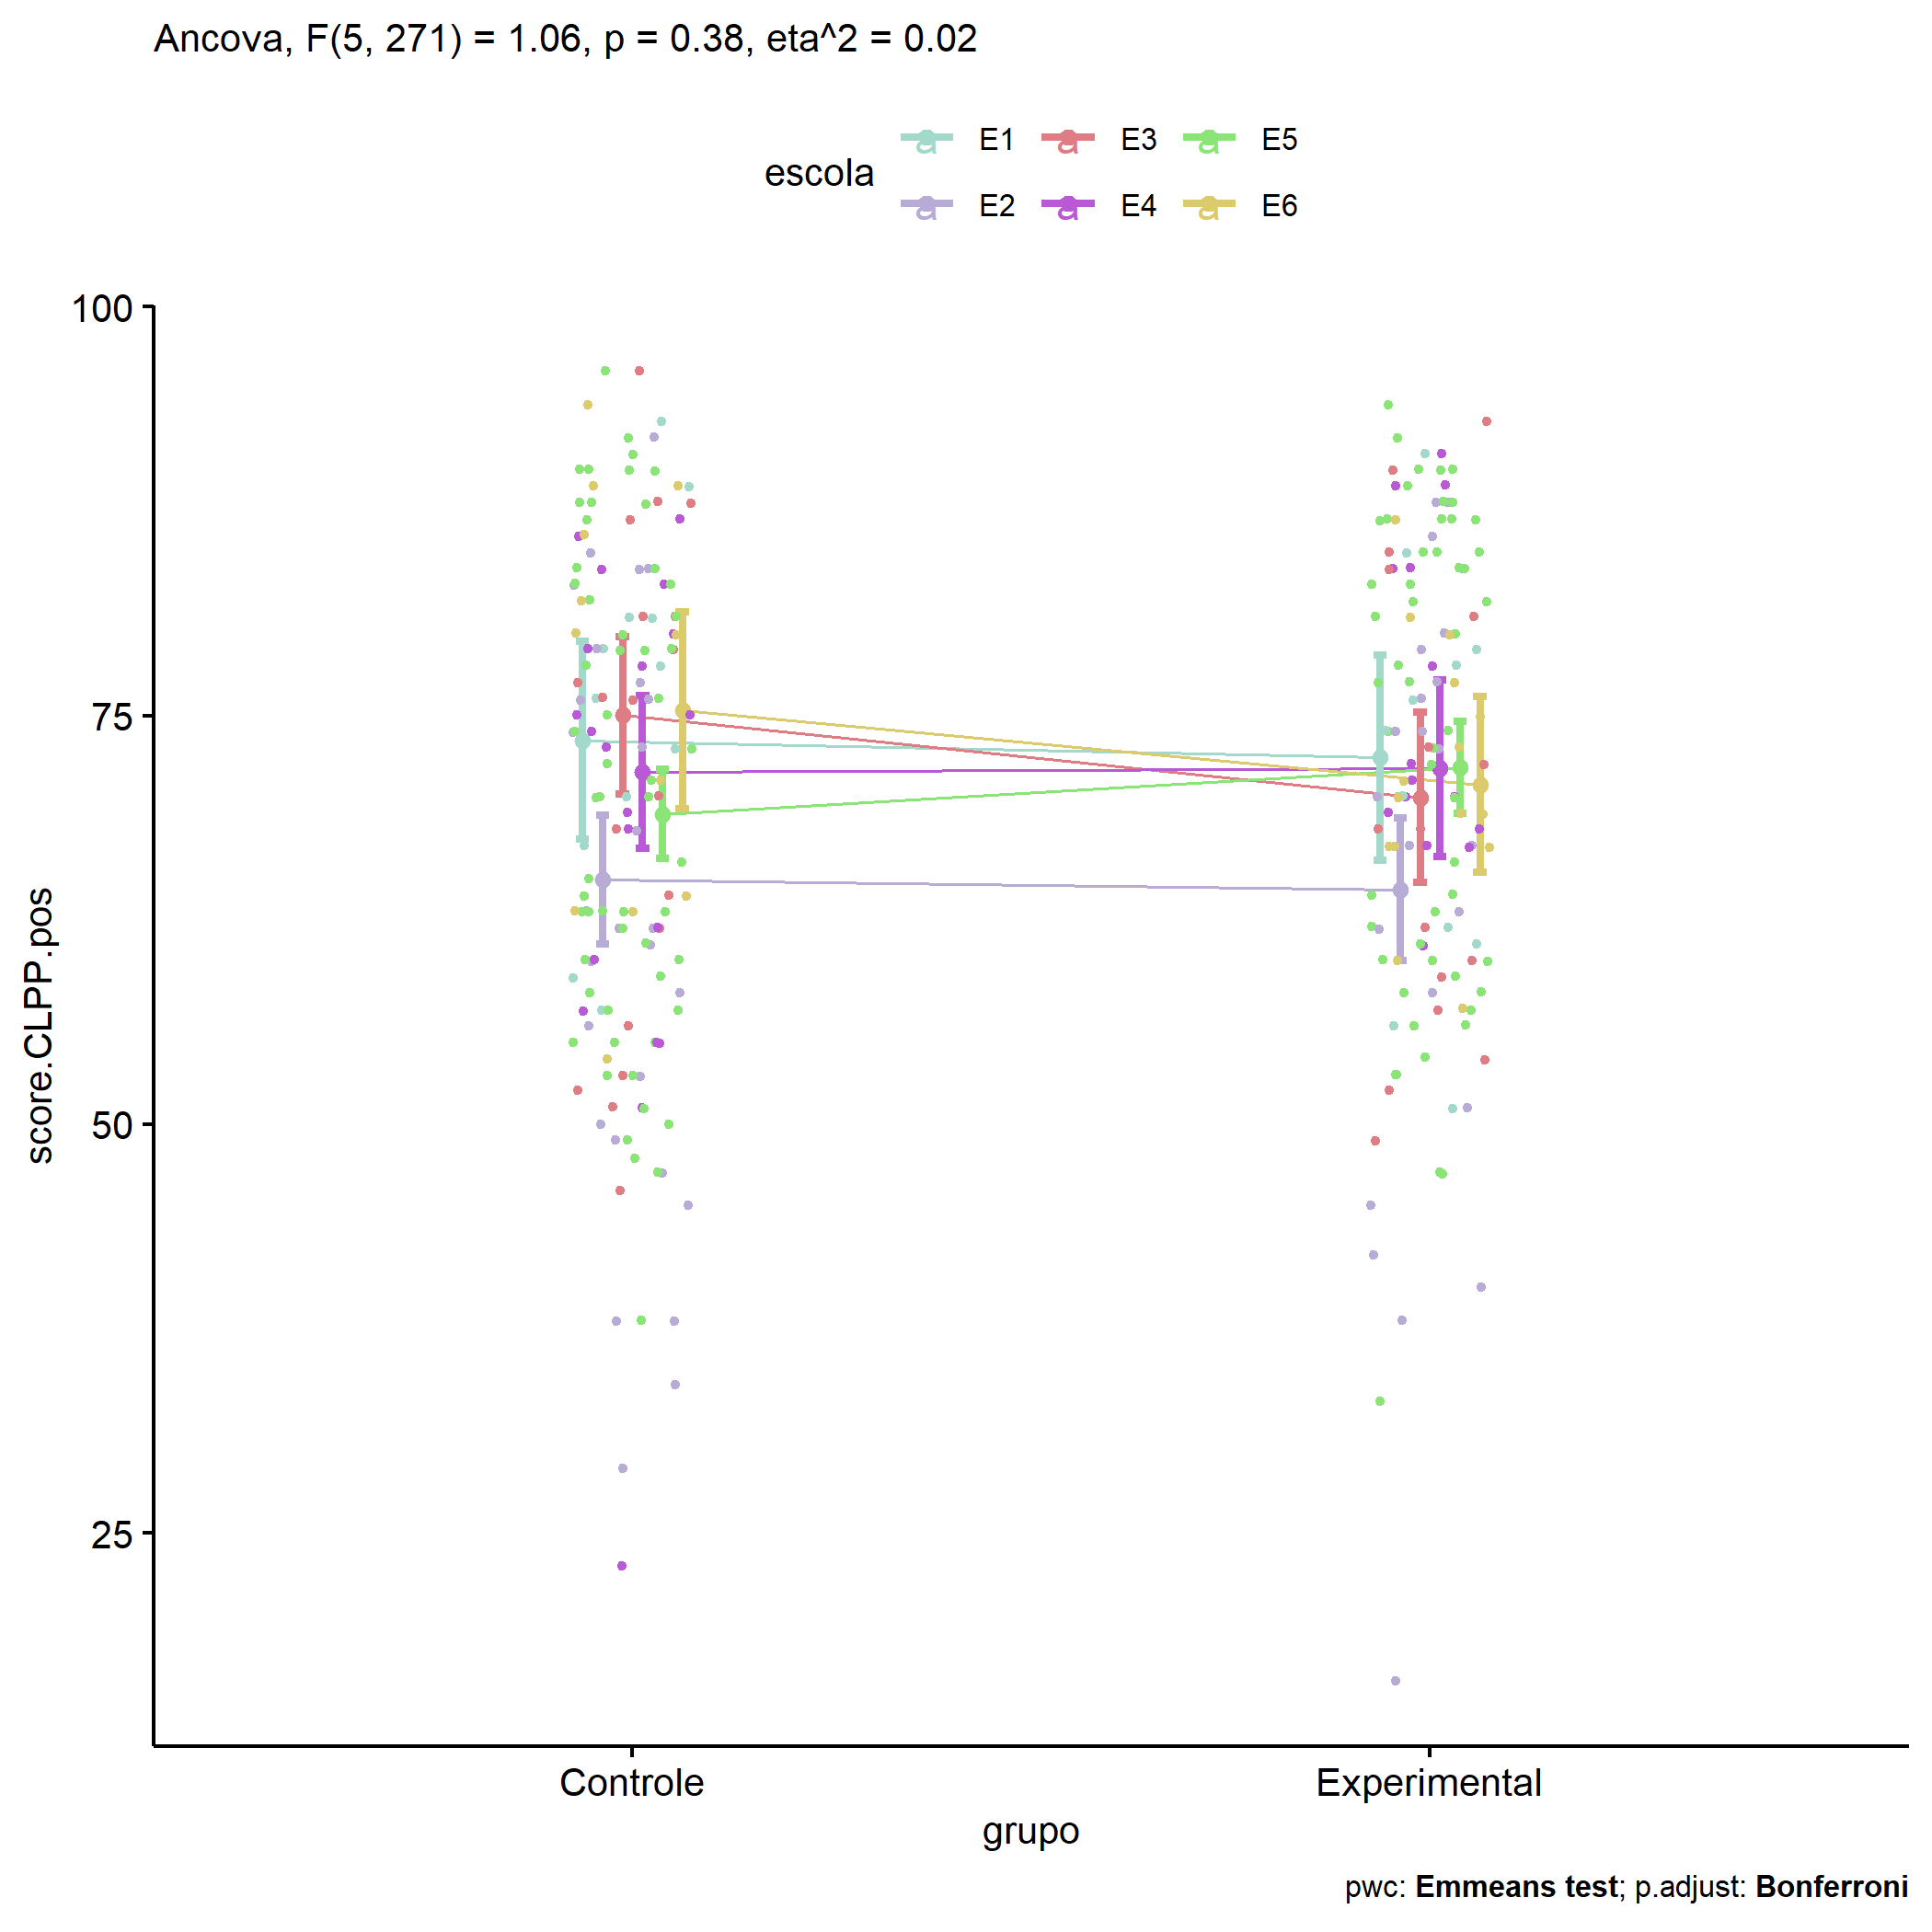 Ancova, F(5, 271) = 1.06, p = 0.38, eta^2 = 0.02
escola
a E1 a E3 a E5
a E2 a E4 a E6
100
75
50
25
score.CLPP.pos
Controle Experimental
grupo
pwc: Emmeans test; p.adjust: Bonferroni